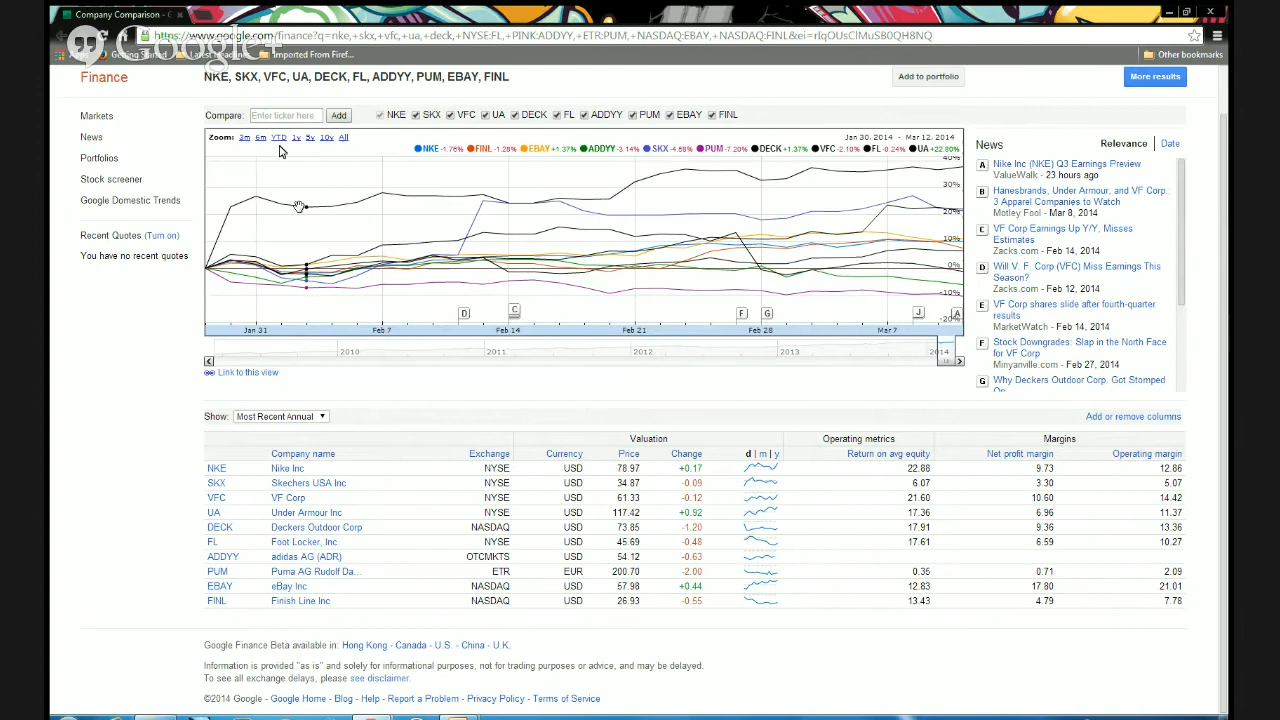 Company Comparison - G
https://www.google.com/finance?q=nke,+skx,+vfc,+ua,+deck,+NYSE:FL,+PINK:ADDYY,+ETR:PUM,+NASDAQ:EBAY,+NASDAQ:FINL&ei=rlqOUsClMuSB0QH8NQ
Google+
Getting Started Latest Headlines Imported From Firef... Other bookmarks
Finance NKE, SKX, VFC, UA, DECK, FL, ADDYY, PUM, EBAY, FINL Add to portfolio More results
Markets
News
Portfolios
Stock screener
Google Domestic Trends
Recent Quotes (Turn on)
You have no recent quotes
Compare: Enter ticker here Add NKE SKX VFC UA DECK FL ADDYY PUM EBAY FINL
Zoom: 3m 6m YTD 1y 5y 10y All Jan 30, 2014 - Mar 12, 2014
NKE -1.76% FINL -1.28% EBAY +1.37% ADDYY -3.14% SKX -4.58% PUM -7.20% DECK +1.37% VFC -2.10% FL -0.24% UA +22.80%
40%
30%
20%
10%
0%
-10%
-20%
D C F G J A
Jan 31 Feb 7 Feb 14 Feb 21 Feb 28 Mar 7
2010 2011 2012 2013 2014
Link to this view
News Relevance Date
A Nike Inc (NKE) Q3 Earnings Preview
ValueWalk - 23 hours ago
B Hanesbrands, Under Armour, and VF Corp.:
3 Apparel Companies to Watch
Motley Fool - Mar 8, 2014
C VF Corp Earnings Up Y/Y, Misses
Estimates
Zacks.com - Feb 14, 2014
D Will V. F. Corp (VFC) Miss Earnings This
Season?
Zacks.com - Feb 12, 2014
E VF Corp shares slide after fourth-quarter
results
MarketWatch - Feb 14, 2014
F Stock Downgrades: Slap in the North Face
for VF Corp
Minyanville.com - Feb 27, 2014
G Why Deckers Outdoor Corp. Got Stomped
On
Show: Most Recent Annual Add or remove columns
Valuation Operating metrics Margins
Company name Exchange Currency Price Change d | m | y Return on avg equity Net profit margin Operating margin
NKE Nike Inc NYSE USD 78.97 +0.17 22.88 9.73 12.86
SKX Skechers USA Inc NYSE USD 34.87 -0.09 6.07 3.30 5.07
VFC VF Corp NYSE USD 61.33 -0.12 21.60 10.60 14.42
UA Under Armour Inc NYSE USD 117.42 +0.92 17.36 6.96 11.37
DECK Deckers Outdoor Corp NASDAQ USD 73.85 -1.20 17.91 9.36 13.36
FL Foot Locker, Inc. NYSE USD 45.69 -0.48 17.61 6.59 10.27
ADDYY adidas AG (ADR) OTCMKTS USD 54.12 -0.63
PUM Puma AG Rudolf Da... ETR EUR 200.70 -2.00 0.35 0.71 2.09
EBAY eBay Inc NASDAQ USD 57.98 +0.44 12.83 17.80 21.01
FINL Finish Line Inc NASDAQ USD 26.93 -0.55 13.43 4.79 7.78
Google Finance Beta available in: Hong Kong - Canada - U.S. - China - U.K.
Information is provided "as is" and solely for informational purposes, not for trading purposes or advice, and may be delayed.
To see all exchange delays, please see disclaimer.
©2014 Google - Google Home - Blog - Help - Report a Problem - Privacy Policy - Terms of Service